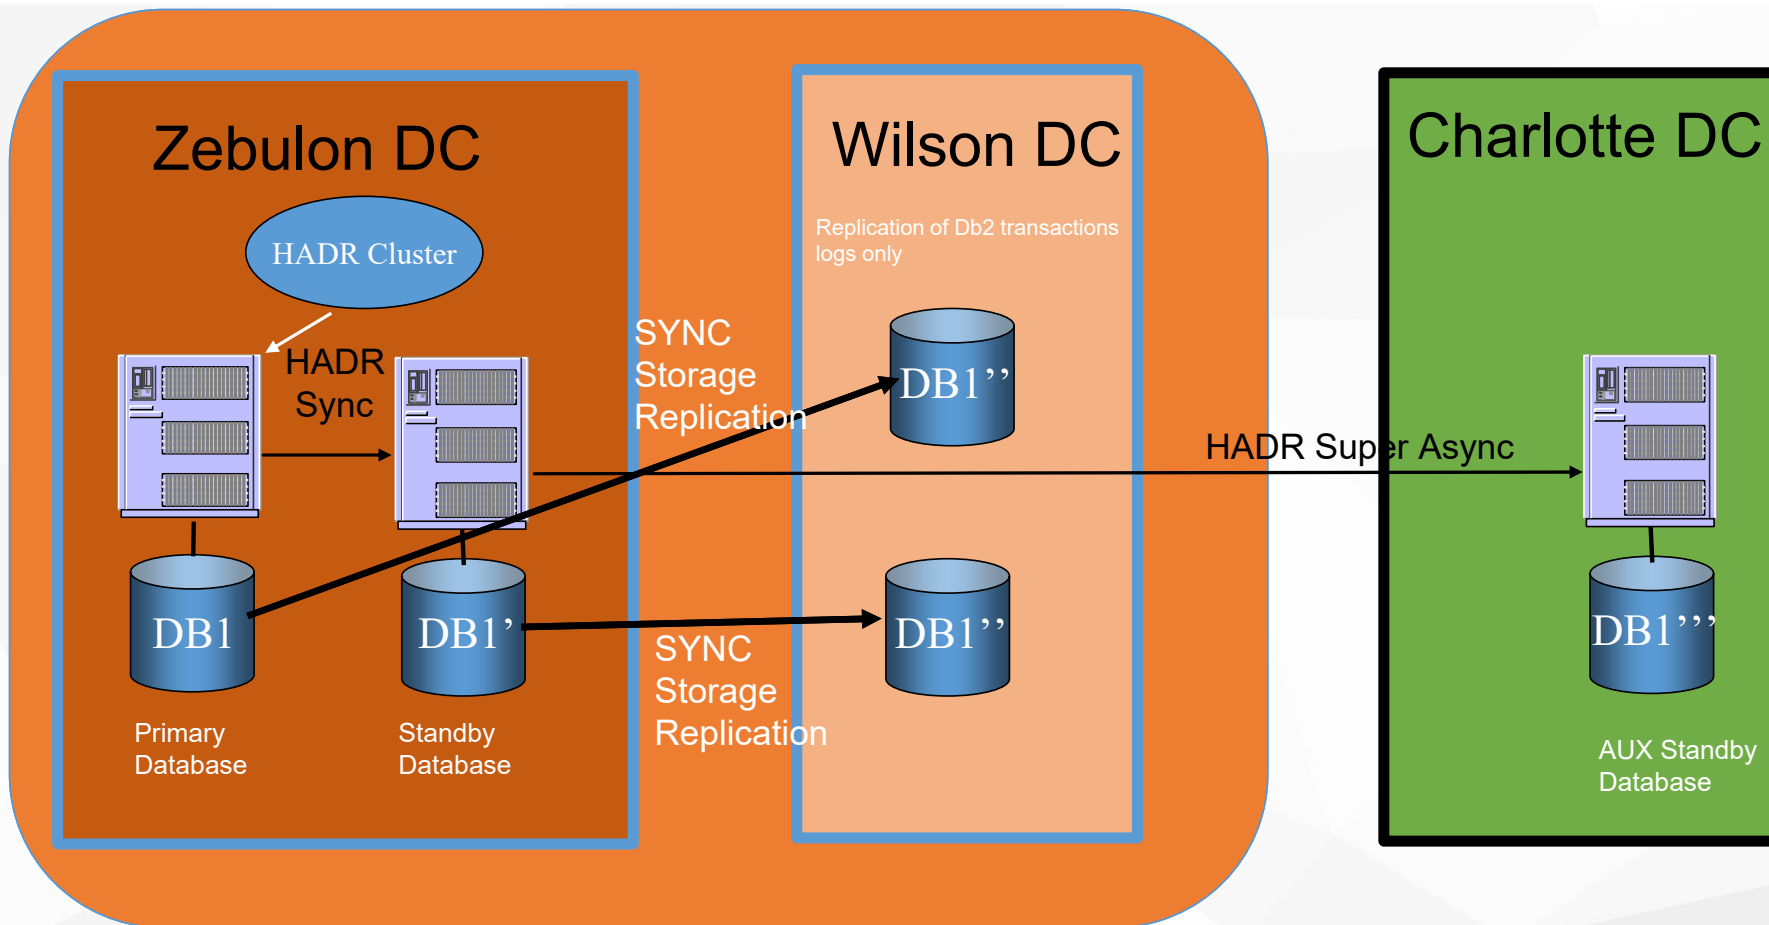 Zebulon DC
Wilson DC
Charlotte DC
Replication of Db2 transactions
logs only
HADR Cluster
HADR
Sync
SYNC
Storage
Replication
DB1’’
HADR Super Async
DB1
DB1’
DB1’’
DB1’’’
SYNC
Storage
Replication
Primary
Database
Standby
Database
AUX Standby
Database